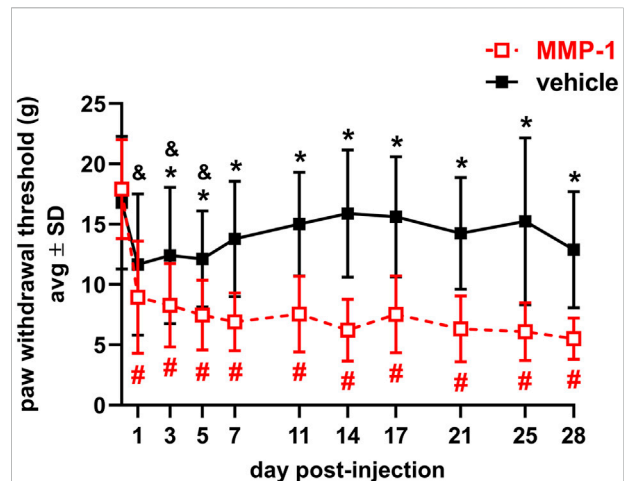 MMP-1
vehicle
paw withdrawal threshold (g)
avg ± SD
25
20
15
10
5
0
& & &
* * * * * * * * *
# # # # # # # # # #
1 3 5 7 11 14 17 21 25 28
day post-injection